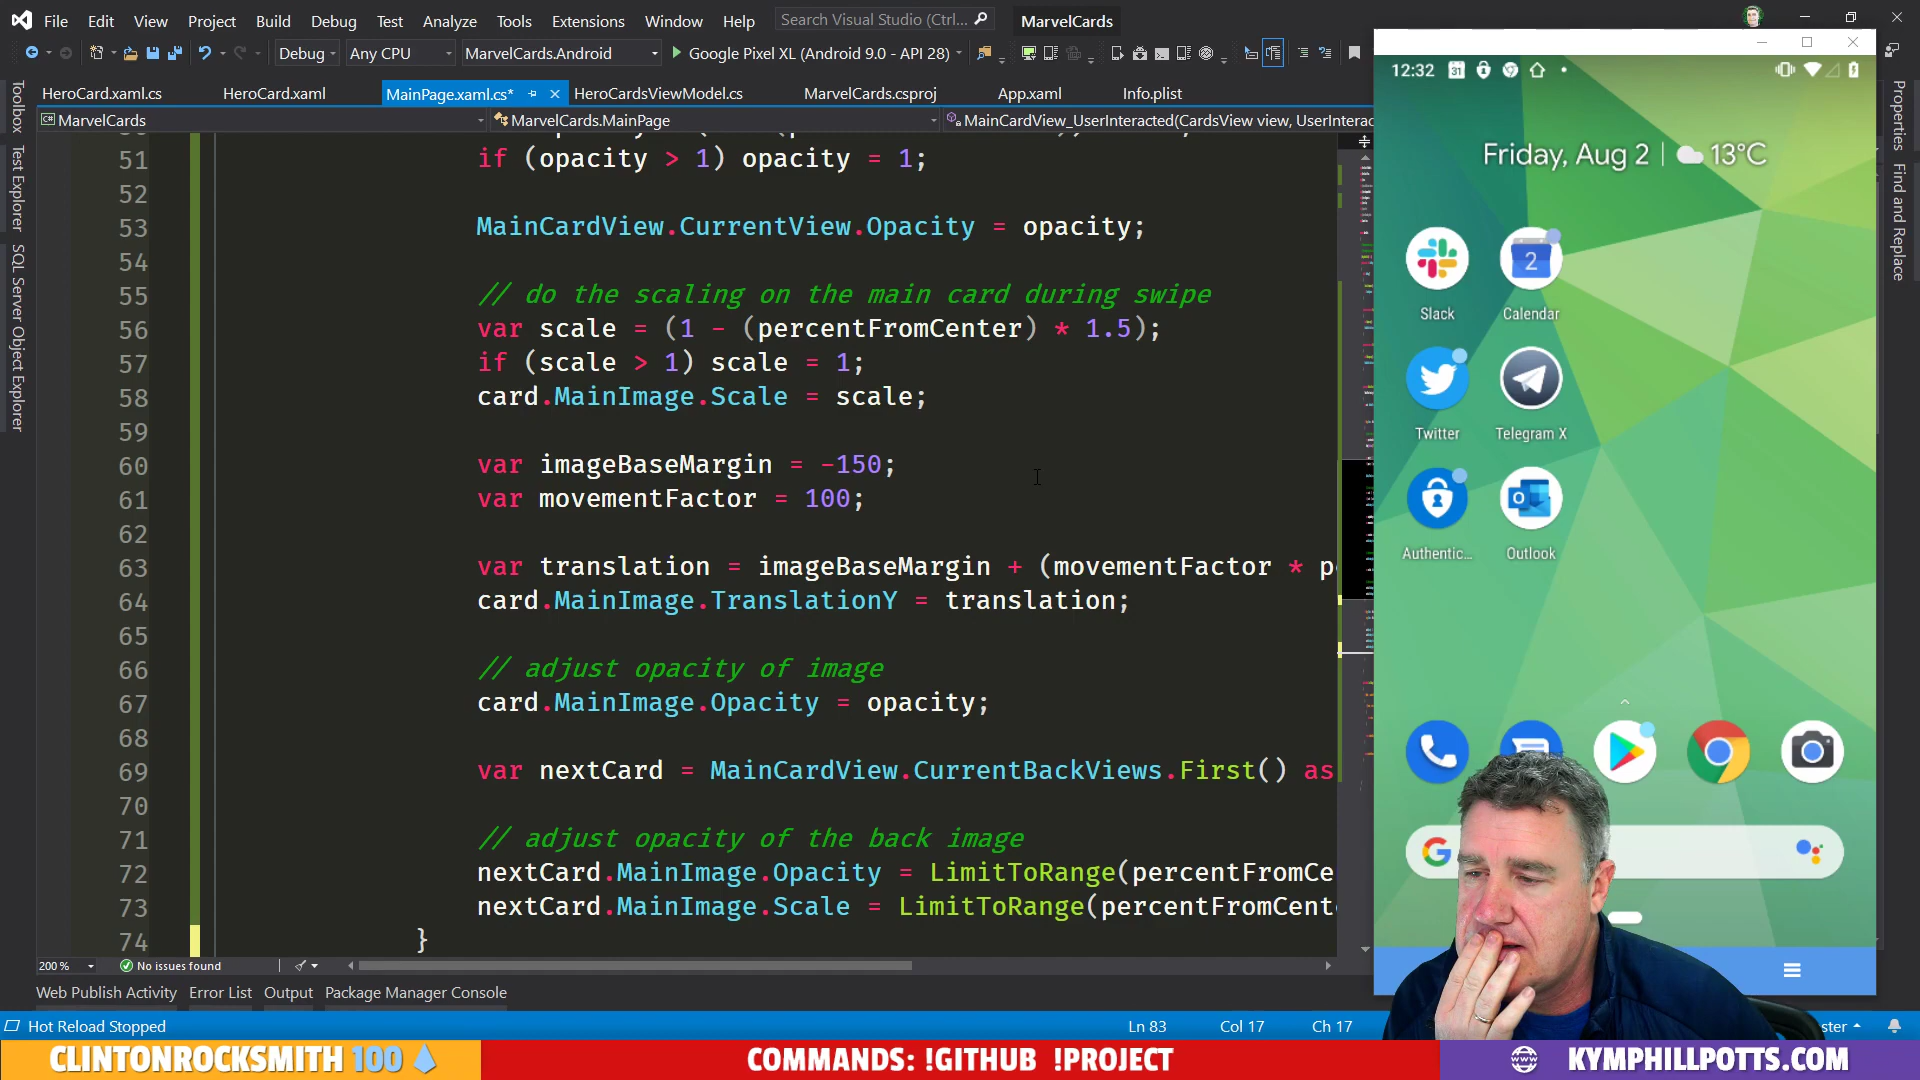 File Edit View Project Build Debug Test Analyze Tools Extensions Window Help Search Visual Studio (Ctrl... MarvelCards
Debug Any CPU MarvelCards.Android Google Pixel XL (Android 9.0 - API 28)
HeroCard.xaml.cs HeroCard.xaml MainPage.xaml.cs* HeroCardsViewModel.cs MarvelCards.csproj App.xaml Info.plist
MarvelCards MarvelCards.MainPage MainCardView_UserInteracted(CardsView view, UserInterac
Toolbox
Test Explorer
SQL Server Object Explorer
51 if (opacity > 1) opacity = 1;
52
53 MainCardView.CurrentView.Opacity = opacity;
54
55 // do the scaling on the main card during swipe
56 var scale = (1 - (percentFromCenter) * 1.5);
57 if (scale > 1) scale = 1;
58 card.MainImage.Scale = scale;
59
60 var imageBaseMargin = -150;
61 var movementFactor = 100;
62
63 var translation = imageBaseMargin + (movementFactor * p
64 card.MainImage.TranslationY = translation;
65
66 // adjust opacity of image
67 card.MainImage.Opacity = opacity;
68
69 var nextCard = MainCardView.CurrentBackViews.First() as
70
71 // adjust opacity of the back image
72 nextCard.MainImage.Opacity = LimitToRange(percentFromCe
73 nextCard.MainImage.Scale = LimitToRange(percentFromCent
74 }
200 % No issues found
Web Publish Activity Error List Output Package Manager Console
Hot Reload Stopped Ln 83 Col 17 Ch 17 ster
12:32 31
Friday, Aug 2 | 13°C
2
Slack Calendar
Twitter Telegram X
Authentic... Outlook
G
Properties
Find and Replace
CLINTONROCKSMITH 100
COMMANDS: !GITHUB !PROJECT
KYMPHILLPOTTS.COM